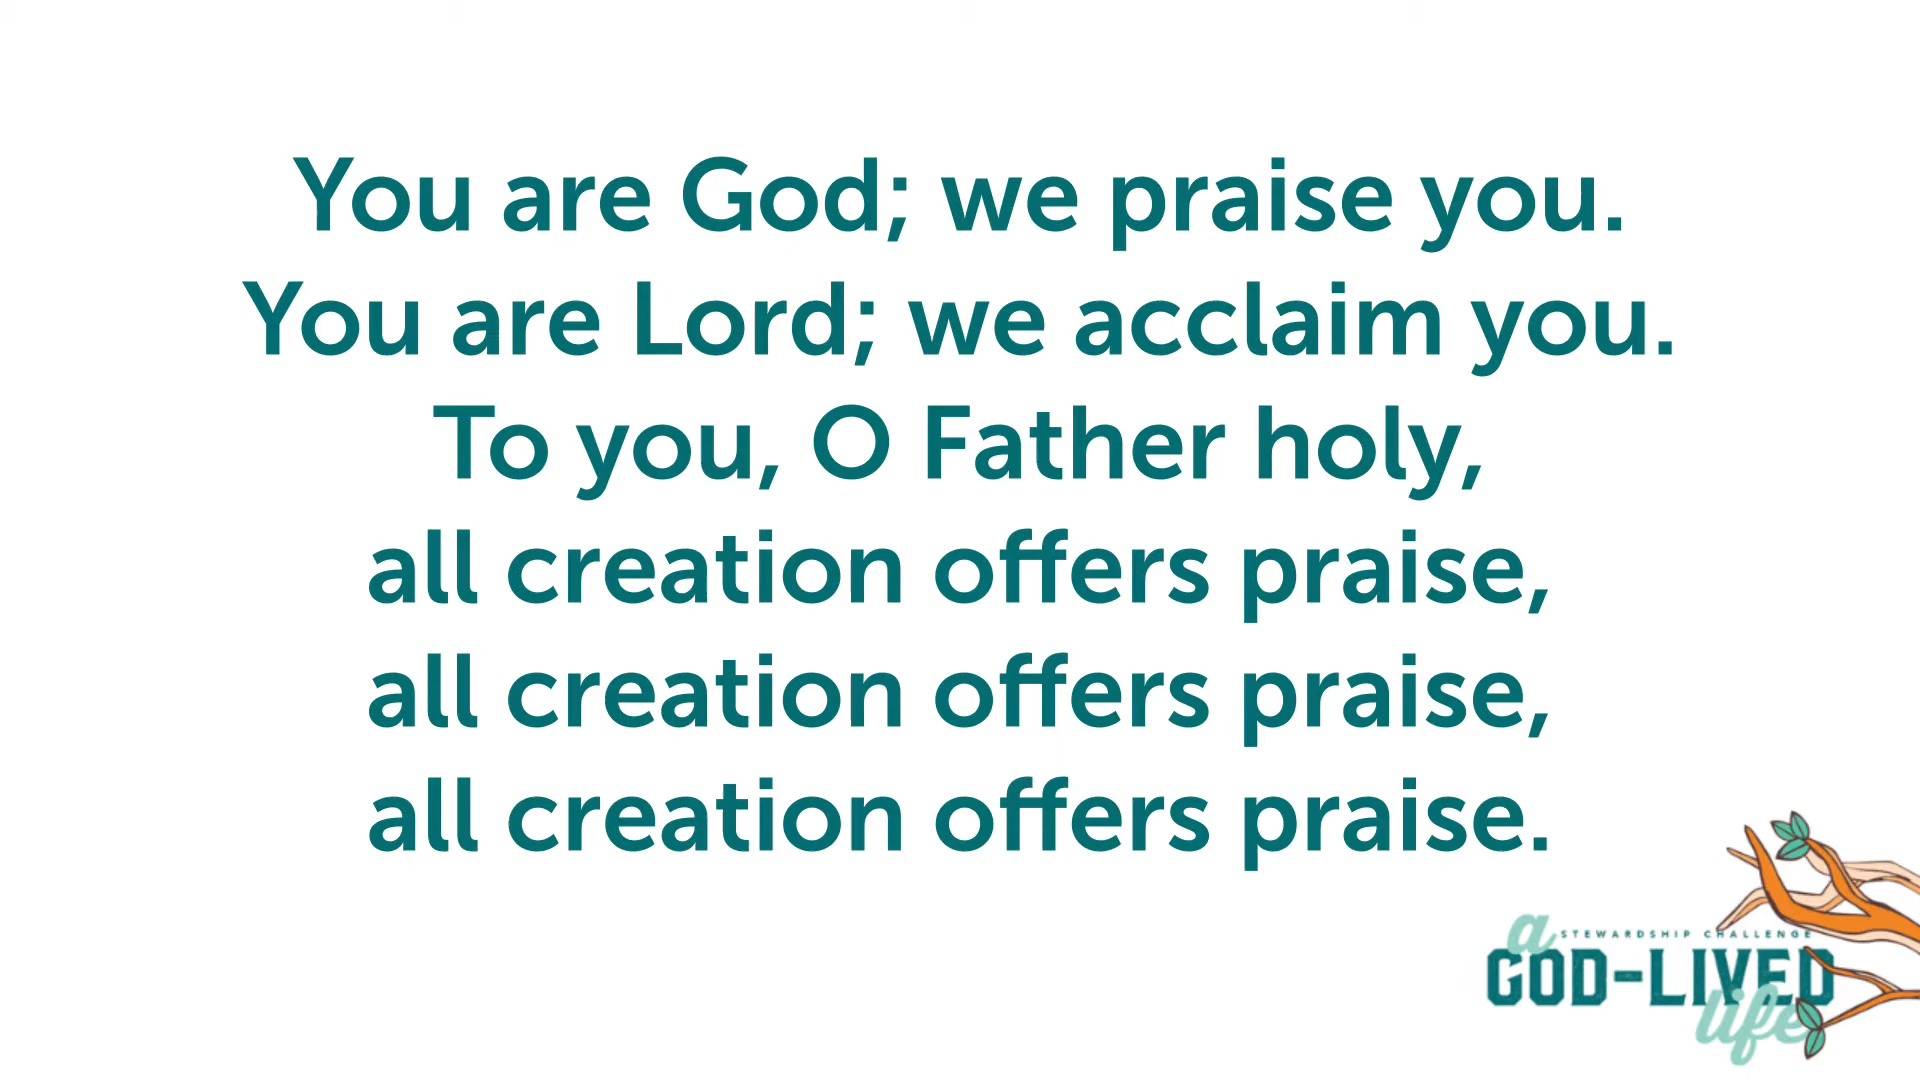 You are God; we praise you.
You are Lord; we acclaim you.
To you, O Father holy,
all creation offers praise,
all creation offers praise,
all creation offers praise.
a STEWARDSHIP CHALLENGE
GOD-LIVED
life